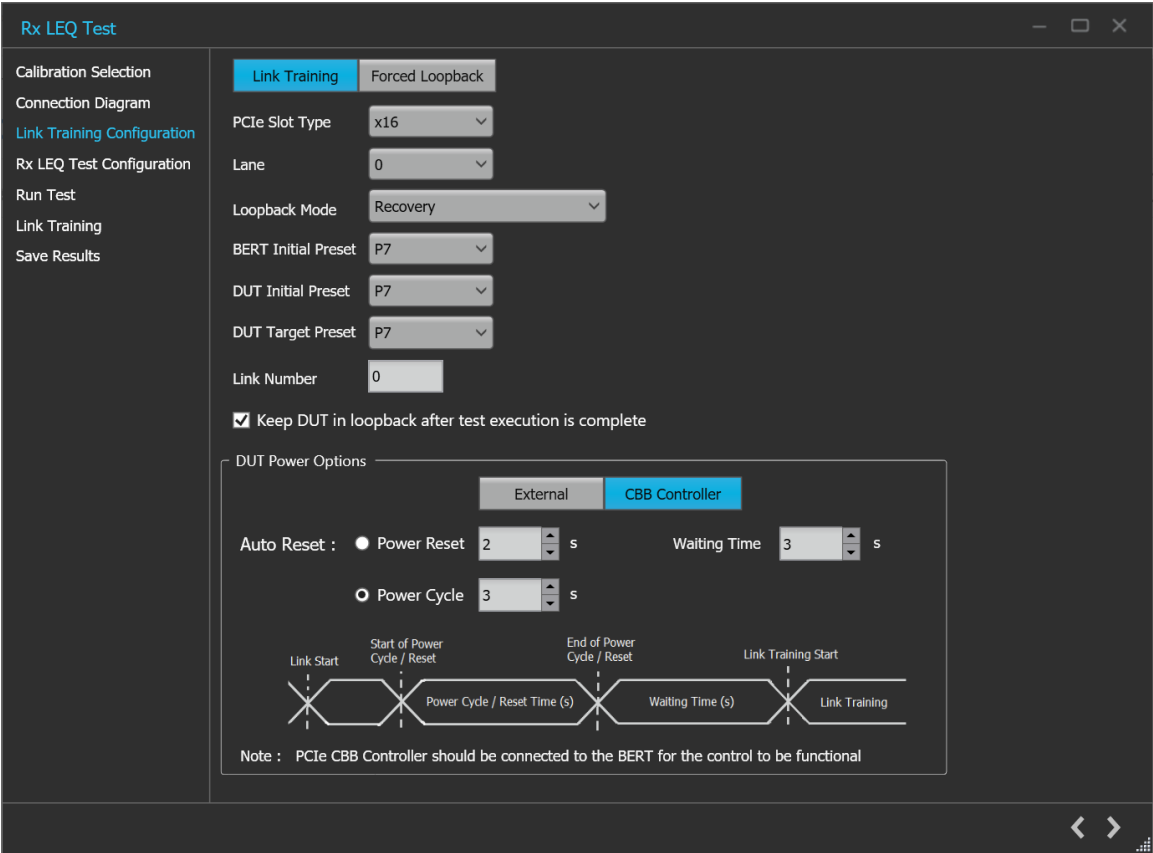 Rx LEQ Test
Calibration Selection
Connection Diagram
Link Training Configuration
Rx LEQ Test Configuration
Run Test
Link Training
Save Results
Link Training Forced Loopback
PCIe Slot Type x16
Lane 0
Loopback Mode Recovery
BERT Initial Preset P7
DUT Initial Preset P7
DUT Target Preset P7
Link Number 0
Keep DUT in loopback after test execution is complete
DUT Power Options
External CBB Controller
Auto Reset : Power Reset 2 s Waiting Time 3 s
Power Cycle 3 s
Link Start
Start of Power
Cycle / Reset
End of Power
Cycle / Reset
Link Training Start
Power Cycle / Reset Time (s) Waiting Time (s) Link Training
Note : PCIe CBB Controller should be connected to the BERT for the control to be functional